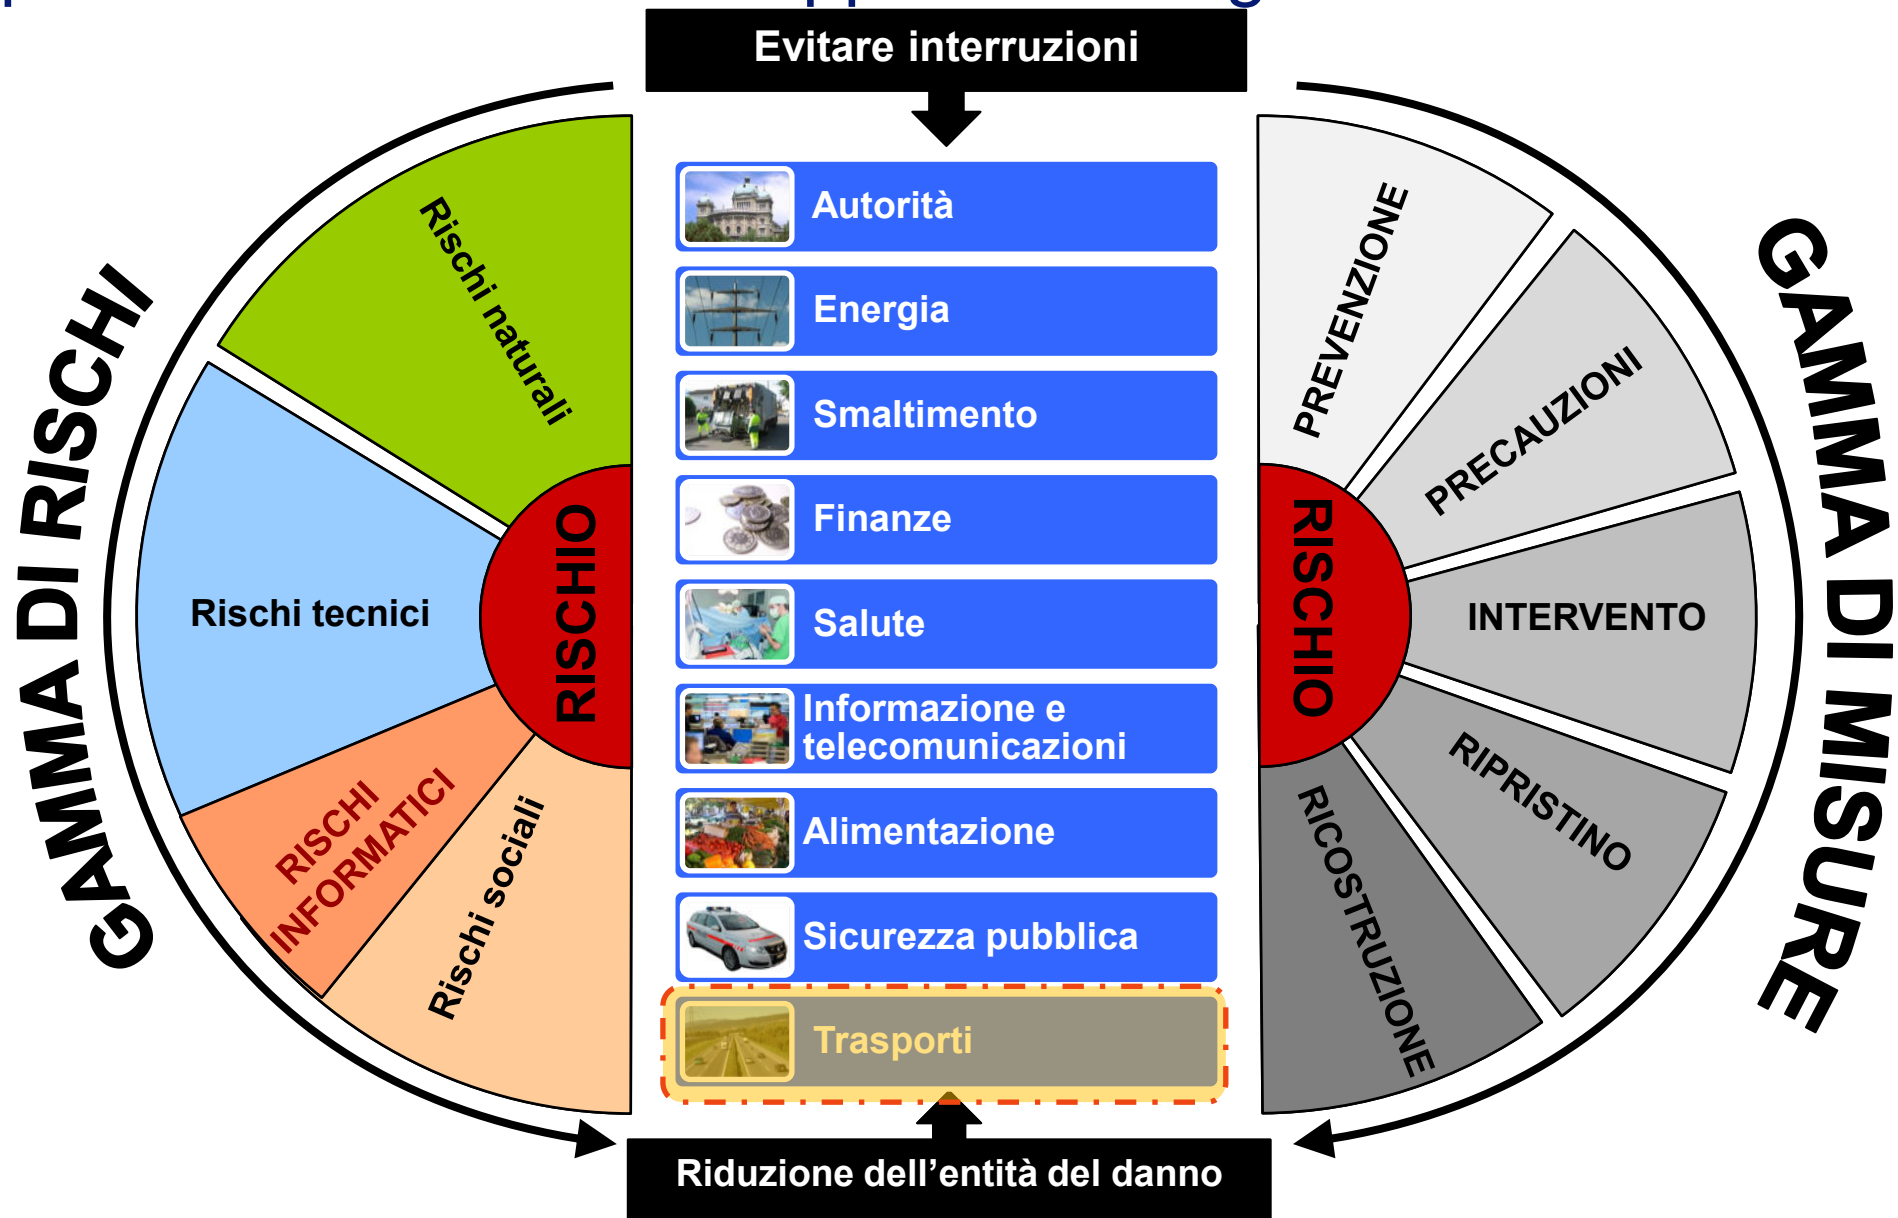 Evitare interruzioni
GAMMA DI RISCHI
Rischi naturali
Rischi tecnici
RISCHI
INFORMATICI
Rischi sociali
RISCHIO
Autorità
Energia
Smaltimento
Finanze
Salute
Informazione e
telecomunicazioni
Alimentazione
Sicurezza pubblica
Trasporti
RISCHIO
PREVENZIONE
PRECAUZIONI
INTERVENTO
RIPRISTINO
RICOSTRUZIONE
GAMMA DI MISURE
Riduzione dell’entità del danno